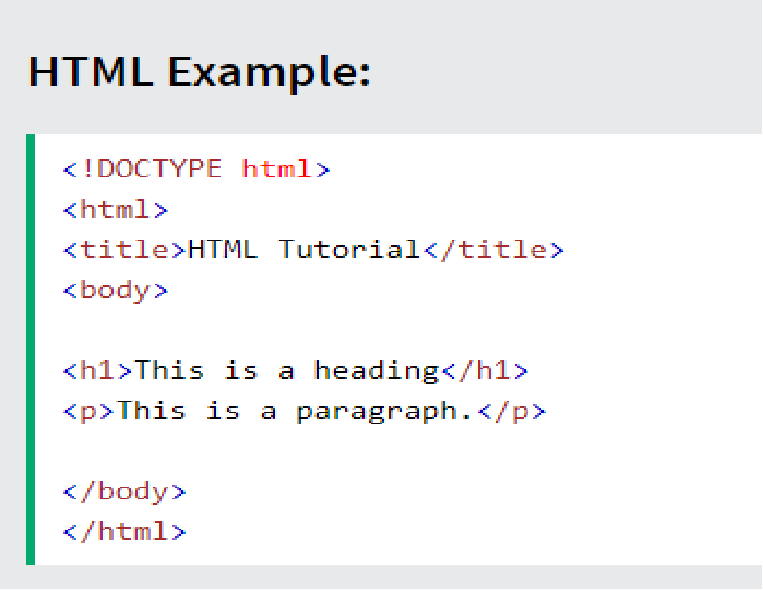 HTML Example:
<!DOCTYPE html>
<html>
<title>HTML Tutorial</title>
<body>
<h1>This is a heading</h1>
<p>This is a paragraph.</p>
</body>
</html>